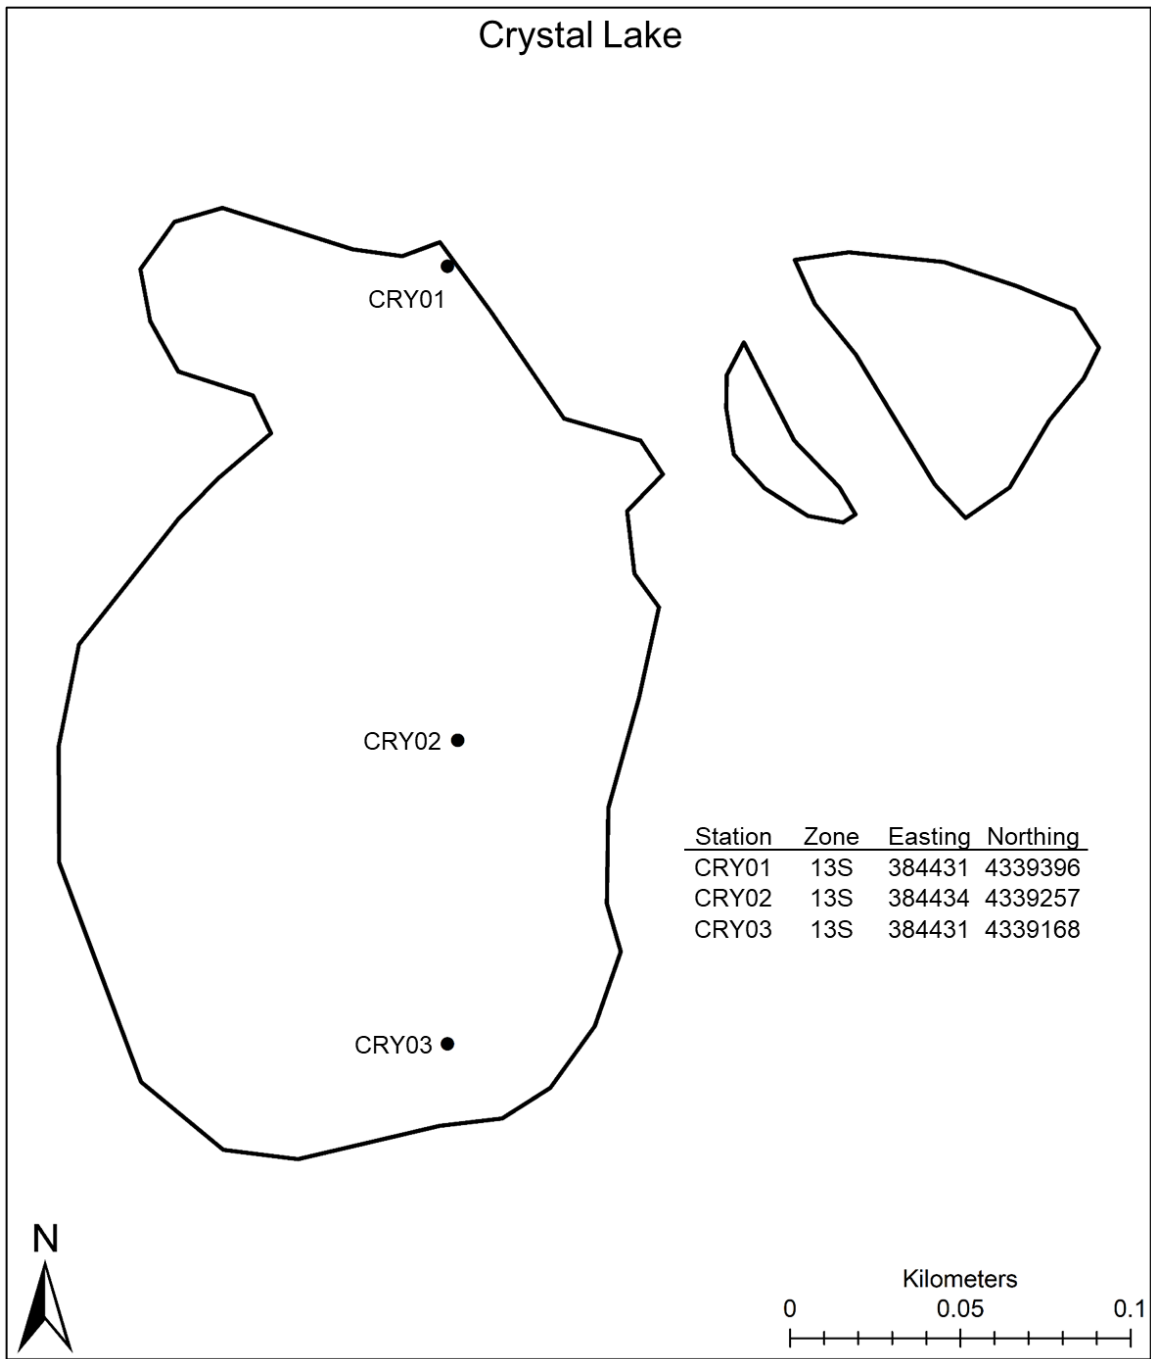 Crystal Lake
CRY01
CRY02
Station Zone Easting Northing
CRY01 13S 384431 4339396
CRY02 13S 384434 4339257
CRY03 13S 384431 4339168
CRY03
N
Kilometers
0 0.05 0.1